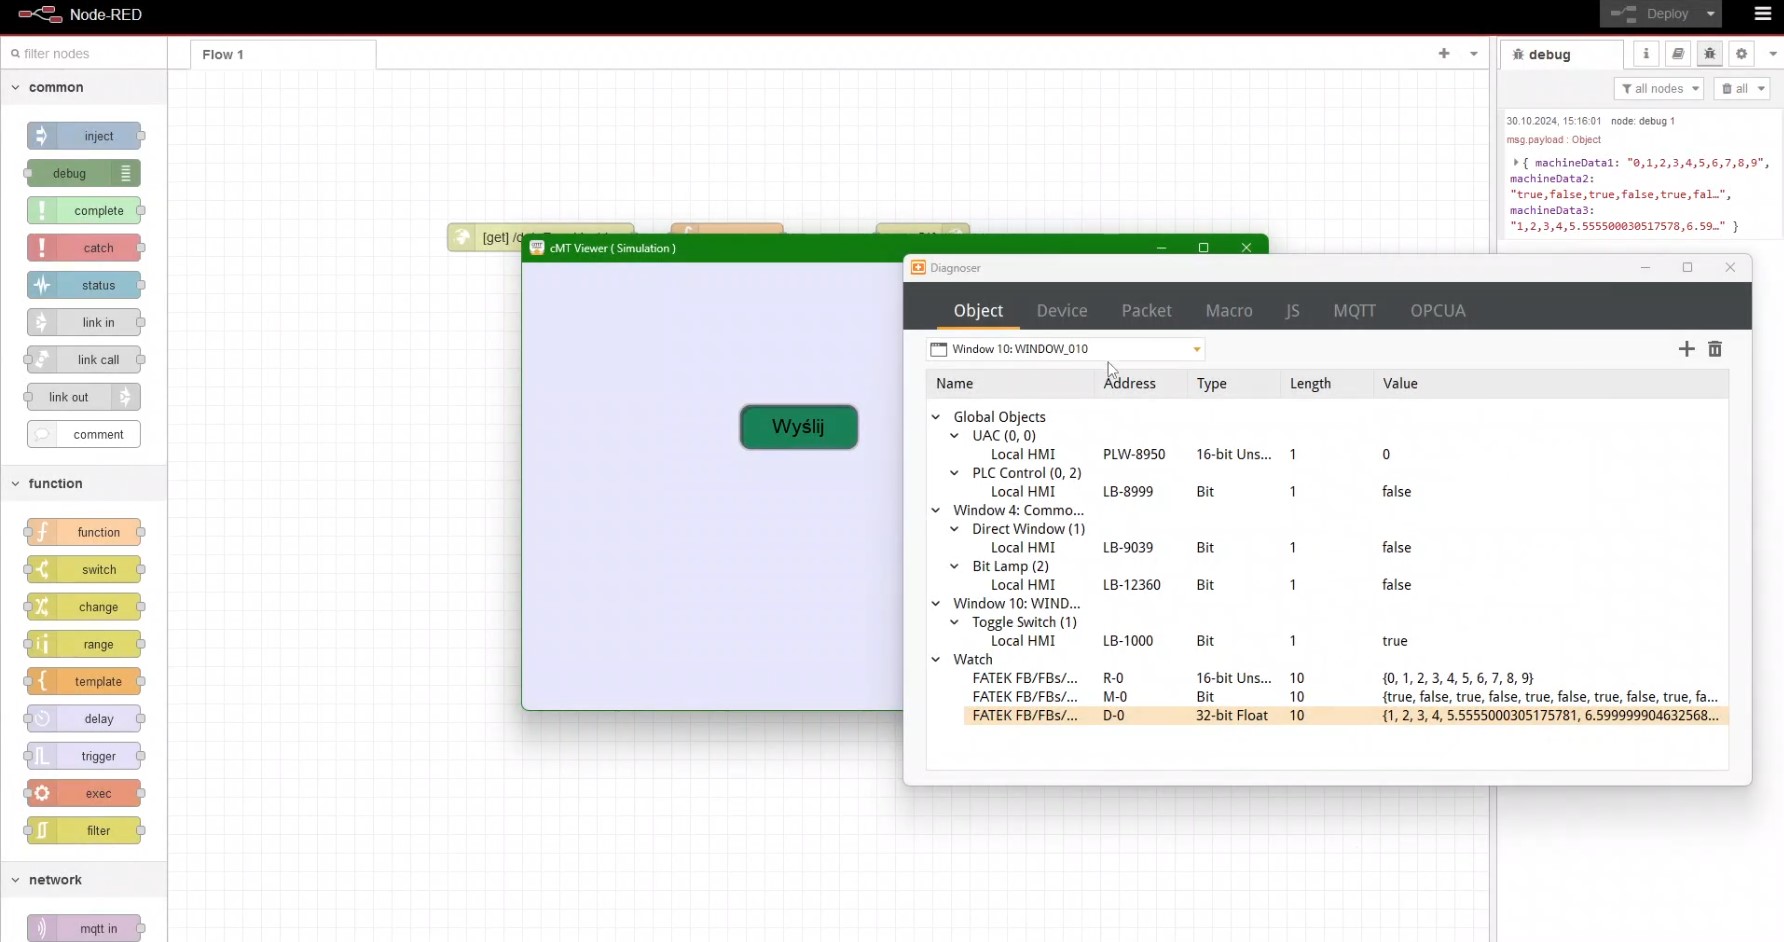 Node-RED
Deploy
filter nodes
Flow 1
debug
all nodes
all
common
inject
debug
complete
catch
status
link in
link call
link out
comment
function
function
switch
change
range
template
delay
trigger
exec
filter
network
mqtt in
30.10.2024, 15:16:01 node: debug 1
msg.payload : Object
{ machineData1: "0,1,2,3,4,5,6,7,8,9",
machineData2:
"true,false,true,false,true,fal…",
machineData3:
"1,2,3,4,5.555500030517578,6.59…" }
[get]
cMT Viewer ( Simulation )
Wyślij
Diagnoser
Object Device Packet Macro JS MQTT OPCUA
Window 10: WINDOW_010
Name Address Type Length Value
Global Objects
UAC (0, 0)
Local HMI PLW-8950 16-bit Uns... 1 0
PLC Control (0, 2)
Local HMI LB-8999 Bit 1 false
Window 4: Commo...
Direct Window (1)
Local HMI LB-9039 Bit 1 false
Bit Lamp (2)
Local HMI LB-12360 Bit 1 false
Window 10: WIND...
Toggle Switch (1)
Local HMI LB-1000 Bit 1 true
Watch
FATEK FB/FBs/... R-0 16-bit Uns... 10 {0, 1, 2, 3, 4, 5, 6, 7, 8, 9}
FATEK FB/FBs/... M-0 Bit 10 {true, false, true, false, true, false, true, false, true, fa...
FATEK FB/FBs/... D-0 32-bit Float 10 {1, 2, 3, 4, 5.5555000305175781, 6.599999904632568...